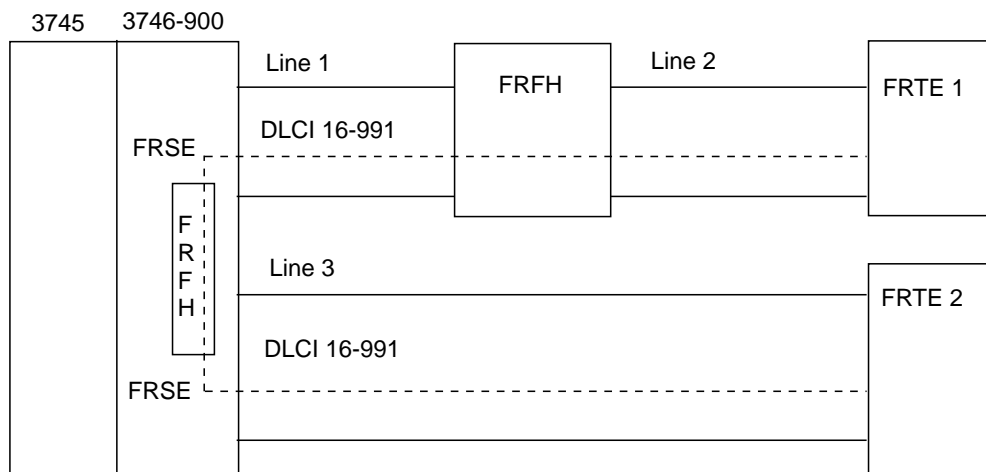 3745 3746-900
Line 1
Line 2
FRFH
FRTE 1
DLCI 16-991
FRSE
F
R
F
H
Line 3
FRTE 2
DLCI 16-991
FRSE